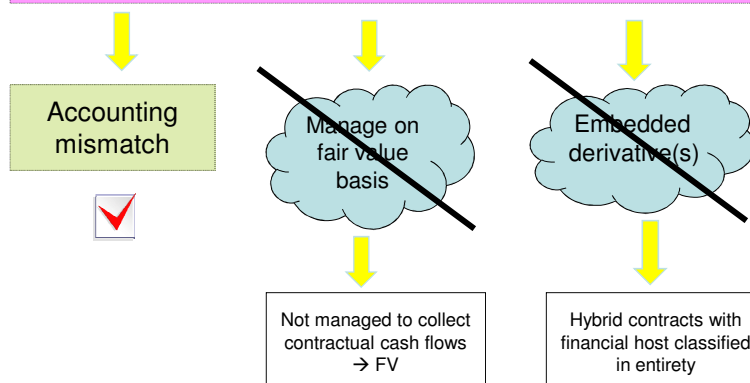 Accounting
mismatch
Manage on
fair value
basis
Embedded
derivative(s)
Not managed to collect
contractual cash flows
→ FV
Hybrid contracts with
financial host classified
in entirety